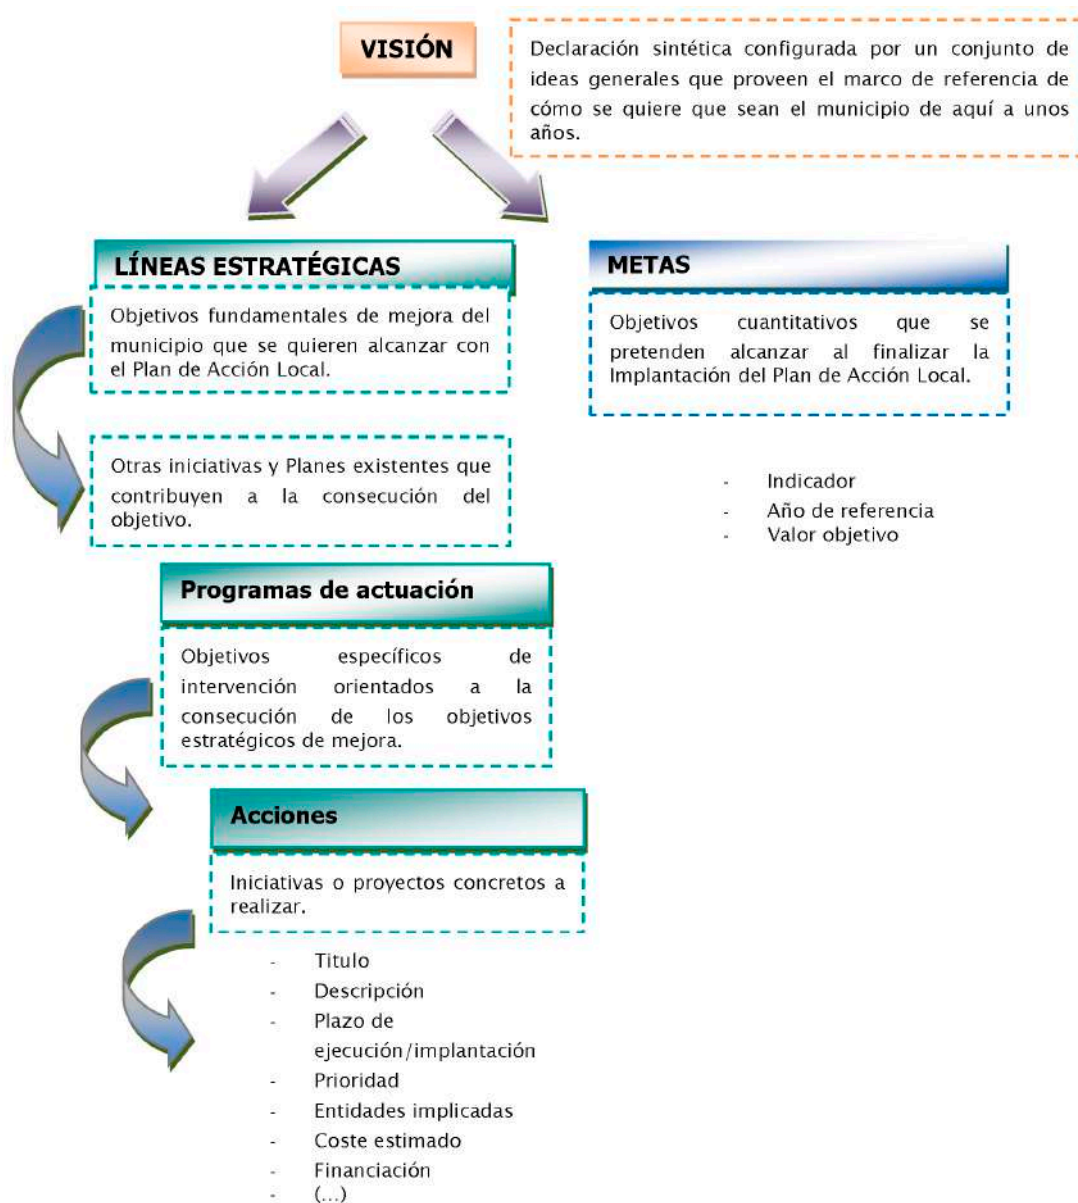 VISIÓN
Declaración sintética configurada por un conjunto de
ideas generales que proveen el marco de referencia de
cómo se quiere que sean el municipio de aquí a unos
años.
LÍNEAS ESTRATÉGICAS
Objetivos fundamentales de mejora del
municipio que se quieren alcanzar con
el Plan de Acción Local.
Otras iniciativas y Planes existentes que
contribuyen a la consecución del
objetivo.
METAS
Objetivos cuantitativos que se
pretenden alcanzar al finalizar la
Implantación del Plan de Acción Local.
- Indicador
- Año de referencia
- Valor objetivo
Programas de actuación
Objetivos específicos de
intervención orientados a la
consecución de los objetivos
estratégicos de mejora.
Acciones
Iniciativas o proyectos concretos a
realizar.
- Titulo
- Descripción
- Plazo de
ejecución/implantación
- Prioridad
- Entidades implicadas
- Coste estimado
- Financiación
- (...)